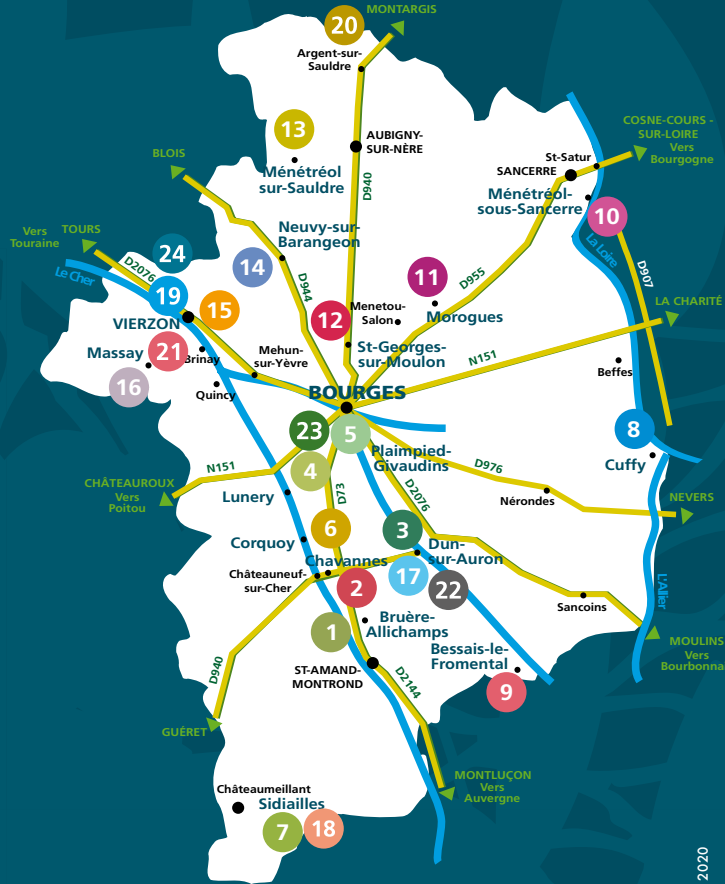 20
MONTARGIS
Argent-sur-
Sauldre
13
AUBIGNY-
SUR-NÈRE
COSNE-COURS -
SUR-LOIRE
Vers
Bourgogne
BLOIS
St-Satur
SANCERRE
Ménétréol
sur-Sauldre
D940
Ménétréol-
sous-Sancerre
10
Vers
Touraine
TOURS
Neuvy-sur-
Barangeon
D2076
24
La Loire
Le Cher
14
D944
11
D955
D907
19
15
12
Menetou-
Salon
Morogues
LA CHARITÉ
VIERZON
Massay
21
Brinay
Mehun-
sur-Yèvre
St-Georges-
sur-Moulon
N151
Beffes
16
Quincy
BOURGES
23
5
8
Plaimpied-
Givaudins
4
N151
D976
Cuffy
CHÂTEAUROUX
Vers
Poitou
Lunery
D73
D2076
Nérondes
NEVERS
6
3
Corquoy
Dun-
sur-Auron
Chavannes
Châteauneuf-
sur-Cher
2
17
22
L'Allier
Sancoins
1
Bruère-
Allichamps
MOULINS
Vers
Bourbonna
Bessais-le-
Fromental
ST-AMAND-
MONTROND
D940
D2144
9
GUÉRET
MONTLUÇON
Vers
Auvergne
Châteaumeillant
Sidiailles
7
18
2020